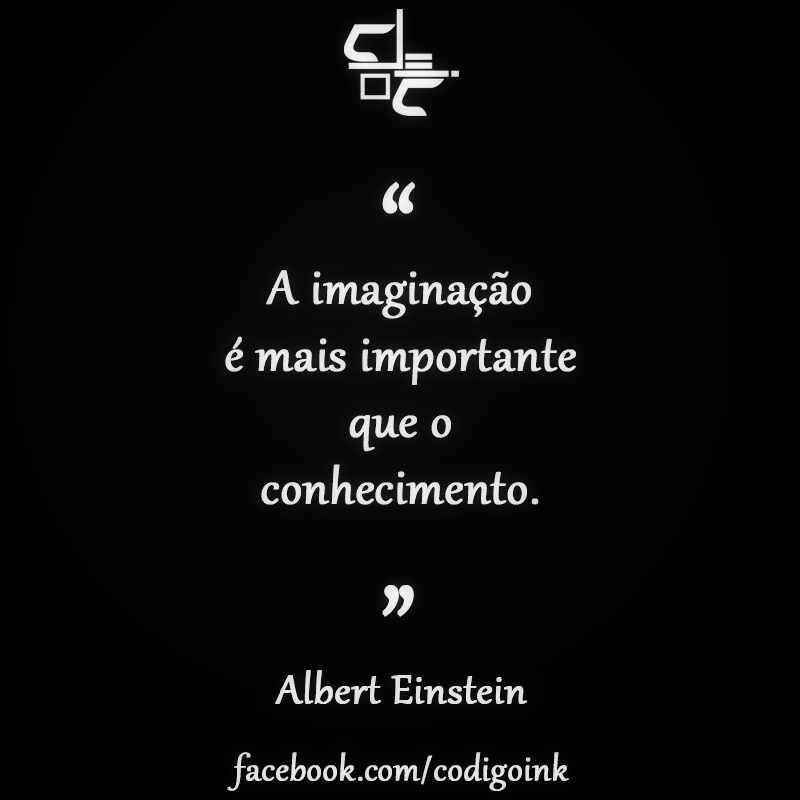 “
A imaginação
é mais importante
que o
conhecimento.
”
Albert Einstein
facebook.com/codigoink